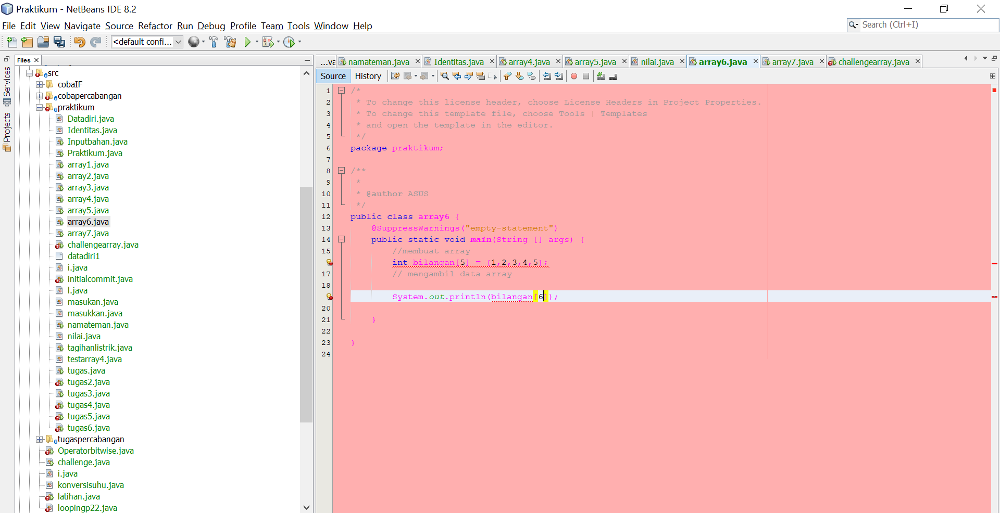 Praktikum - NetBeans IDE 8.2
File Edit View Navigate Source Refactor Run Debug Profile Team Tools Window Help
Search (Ctrl+I)
<default confi...
Files
Services
Projects
src
cobaIF
cobapercabangan
praktikum
Datadiri.java
Identitas.java
Inputbahan.java
Praktikum.java
array1.java
array2.java
array3.java
array4.java
array5.java
array6.java
array7.java
challengearray.java
datadiri1
i.java
initialcommit.java
l.java
masukan.java
masukkan.java
namateman.java
nilai.java
tagihanlistrik.java
testarray4.java
tugas.java
tugas2.java
tugas3.java
tugas4.java
tugas5.java
tugas6.java
tugaspercabangan
Operatorbitwise.java
challenge.java
i.java
konversisuhu.java
latihan.java
loopingp22.java
...va namateman.java Identitas.java array4.java array5.java nilai.java array6.java array7.java challengearray.java
Source History
1 /*
2 * To change this license header, choose License Headers in Project Properties.
3 * To change this template file, choose Tools | Templates
4 * and open the template in the editor.
5 */
6 package praktikum;
7
8 /**
9 *
10 * @author ASUS
11 */
12 public class array6 {
13 @SuppressWarnings("empty-statement")
14 public static void main(String [] args) {
15 //membuat array
int bilangan[5] = {1,2,3,4,5};
17 // mengambil data array
18
System.out.println(bilangan[6]);
20
21 }
22
23 }
24